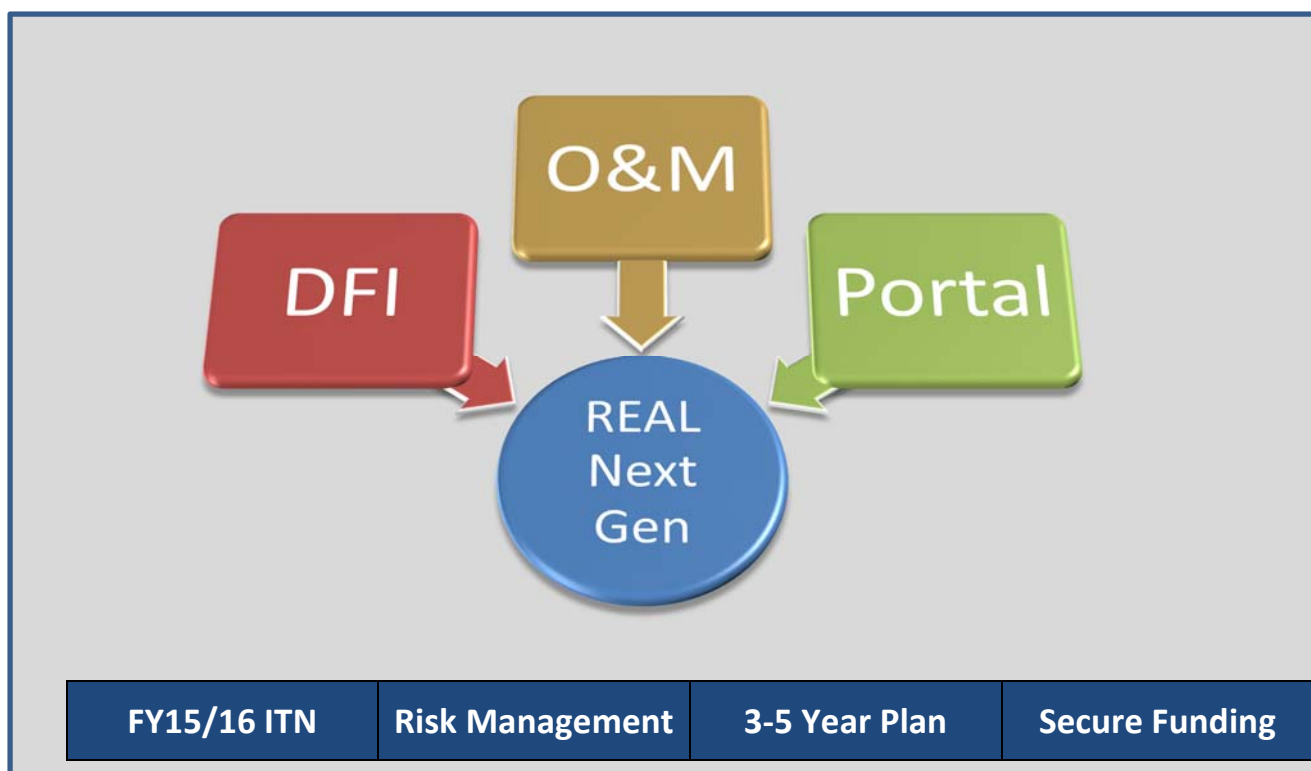 O&M
DFI
Portal
REAL
Next
Gen
FY15/16 ITN
Risk Management
3-5 Year Plan
Secure Funding